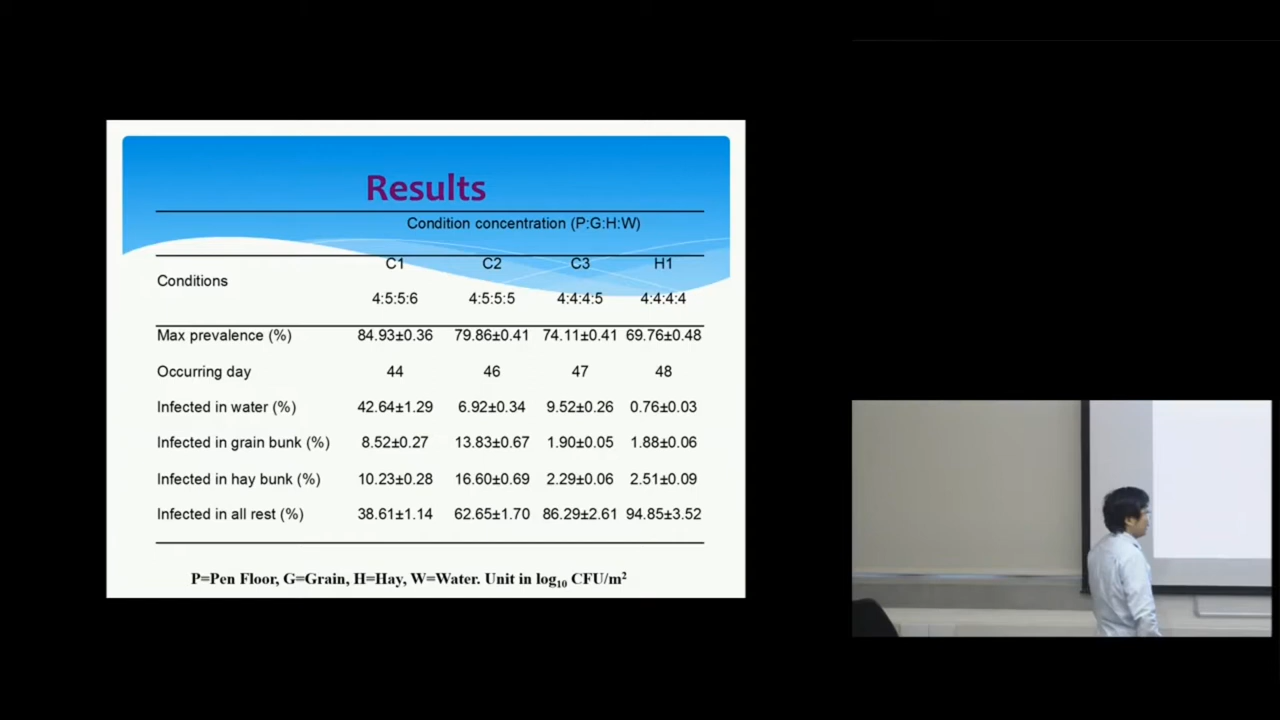 Results
Condition concentration (P:G:H:W)
Conditions
C1 C2 C3 H1
4:5:5:6 4:5:5:5 4:4:4:5 4:4:4:4
Max prevalence (%) 84.93±0.36 79.86±0.41 74.11±0.41 69.76±0.48
Occurring day 44 46 47 48
Infected in water (%) 42.64±1.29 6.92±0.34 9.52±0.26 0.76±0.03
Infected in grain bunk (%) 8.52±0.27 13.83±0.67 1.90±0.05 1.88±0.06
Infected in hay bunk (%) 10.23±0.28 16.60±0.69 2.29±0.06 2.51±0.09
Infected in all rest (%) 38.61±1.14 62.65±1.70 86.29±2.61 94.85±3.52
P=Pen Floor, G=Grain, H=Hay, W=Water. Unit in log₁₀ CFU/m²